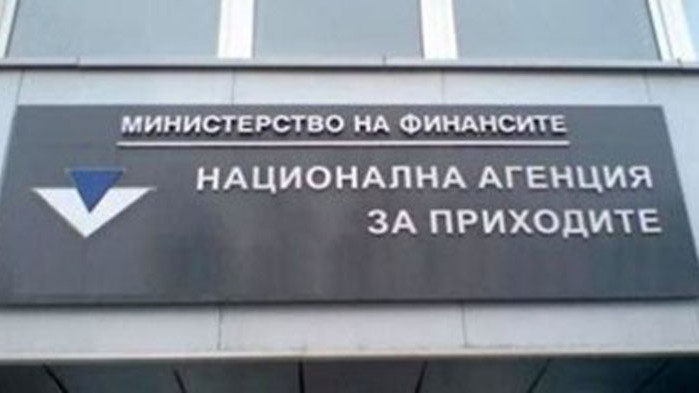 МИНИСТЕРСТВО НА ФИНАНСИТЕ
НАЦИОНАЛНА АГЕНЦИЯ
ЗА ПРИХОДИТЕ